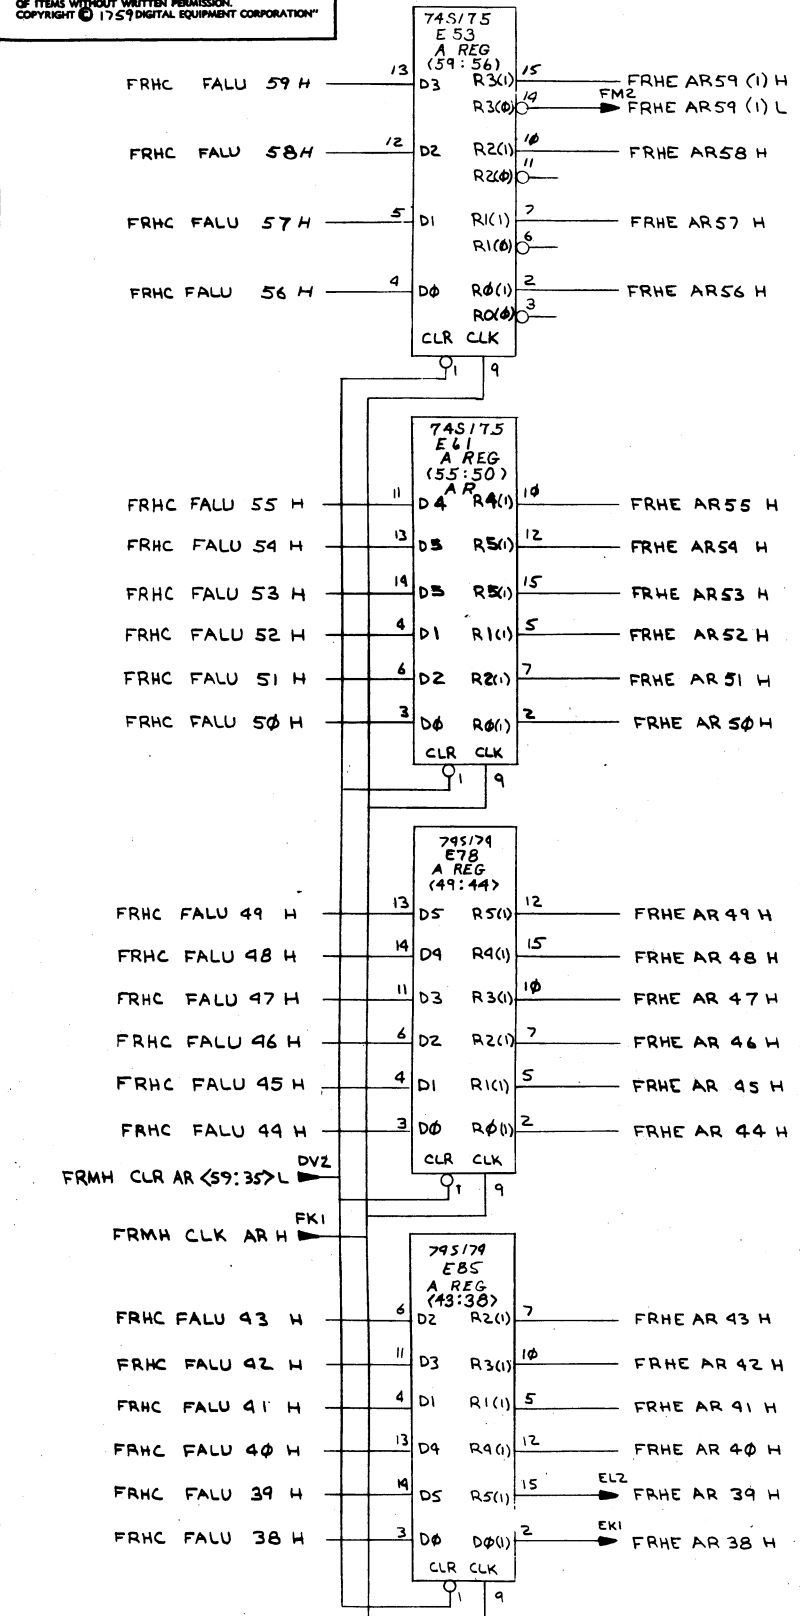 OF ITEMS WITHOUT WRITTEN PERMISSION.
COPYRIGHT © 1759 DIGITAL EQUIPMENT CORPORATION"
74S175
E53
A REG
(59:56)
FRHC FALU 59 H 13 D3 R3(1) 15 FRHE AR59 (1) H
R3(Ø) 14 FM2 FRHE AR59 (1) L
FRHC FALU 58H 12 D2 R2(1) 1Ø FRHE AR58 H
R2(Ø) 11
FRHC FALU 57H 5 D1 R1(1) 7 FRHE AR57 H
R1(Ø) 6
FRHC FALU 56 H 4 DØ RØ(1) 2 FRHE AR56 H
RO(Ø) 3
CLR CLK
1 9
74S175
E61
A REG
(55:50)
AR
FRHC FALU 55 H 11 D4 R4(1) 1Ø FRHE AR55 H
FRHC FALU 54 H 13 D5 R5(1) 12 FRHE AR54 H
FRHC FALU 53 H 14 D5 R5(1) 15 FRHE AR53 H
FRHC FALU 52 H 4 D1 R1(1) 5 FRHE AR52 H
FRHC FALU 51 H 6 D2 R2(1) 7 FRHE AR51 H
FRHC FALU 5Ø H 3 DØ RØ(1) 2 FRHE AR 5Ø H
CLR CLK
1 9
74S174
E78
A REG
(49:44)
FRHC FALU 49 H 13 D5 R5(1) 12 FRHE AR 49 H
FRHC FALU 48 H 14 D4 R4(1) 15 FRHE AR 48 H
FRHC FALU 47 H 11 D3 R3(1) 1Ø FRHE AR 47 H
FRHC FALU 46 H 6 D2 R2(1) 7 FRHE AR 46 H
FRHC FALU 45 H 4 D1 R1(1) 5 FRHE AR 45 H
FRHC FALU 44 H 3 DØ RØ(1) 2 FRHE AR 44 H
CLR CLK
FRMH CLR AR <59:35> L DV2
1 9
FRMH CLK AR H FK1
74S174
E85
A REG
(43:38)
FRHC FALU 43 H 6 D2 R2(1) 7 FRHE AR 43 H
FRHC FALU 42 H 11 D3 R3(1) 1Ø FRHE AR 42 H
FRHC FALU 41 H 4 D1 R1(1) 5 FRHE AR 41 H
FRHC FALU 4Ø H 13 D4 R4(1) 12 FRHE AR 4Ø H
FRHC FALU 39 H 14 D5 R5(1) 15 EL2 FRHE AR 39 H
FRHC FALU 38 H 3 DØ DØ(1) 2 EK1 FRHE AR 38 H
CLR CLK
1 9